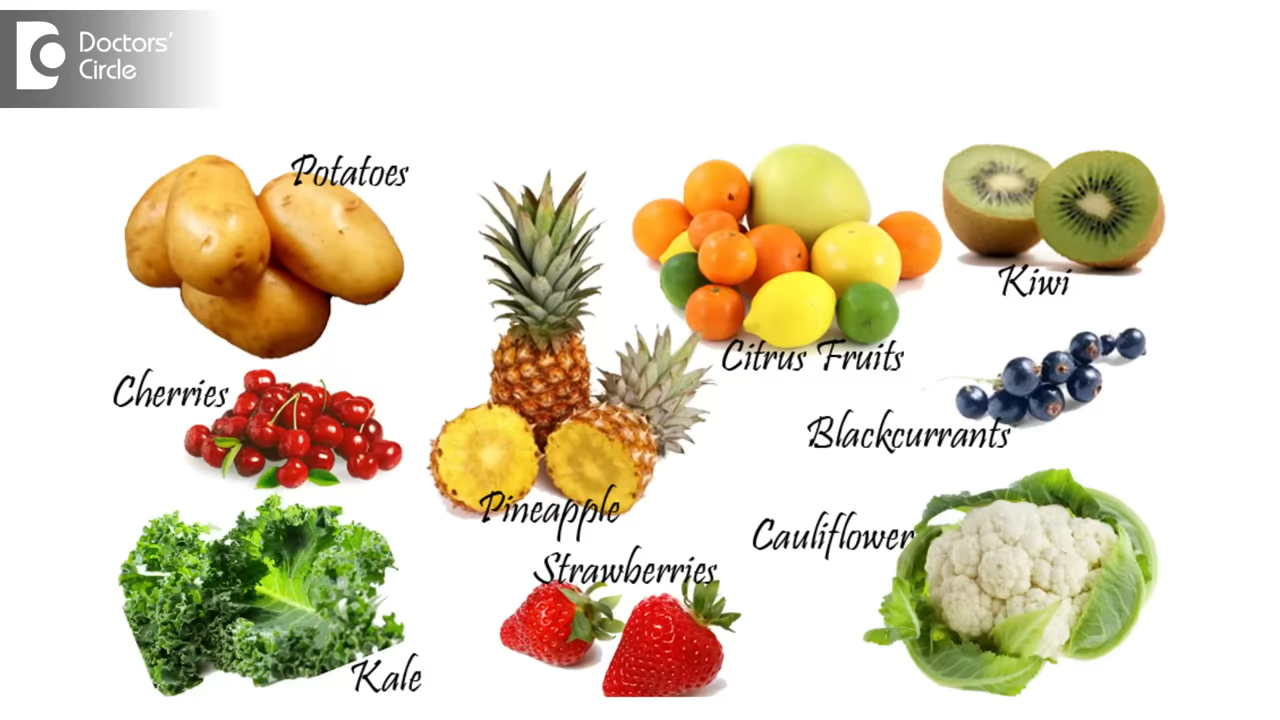 Doctors'
Circle
Potatoes
Kiwi
Citrus Fruits
Cherries
Blackcurrants
Pineapple
Cauliflower
Strawberries
Kale